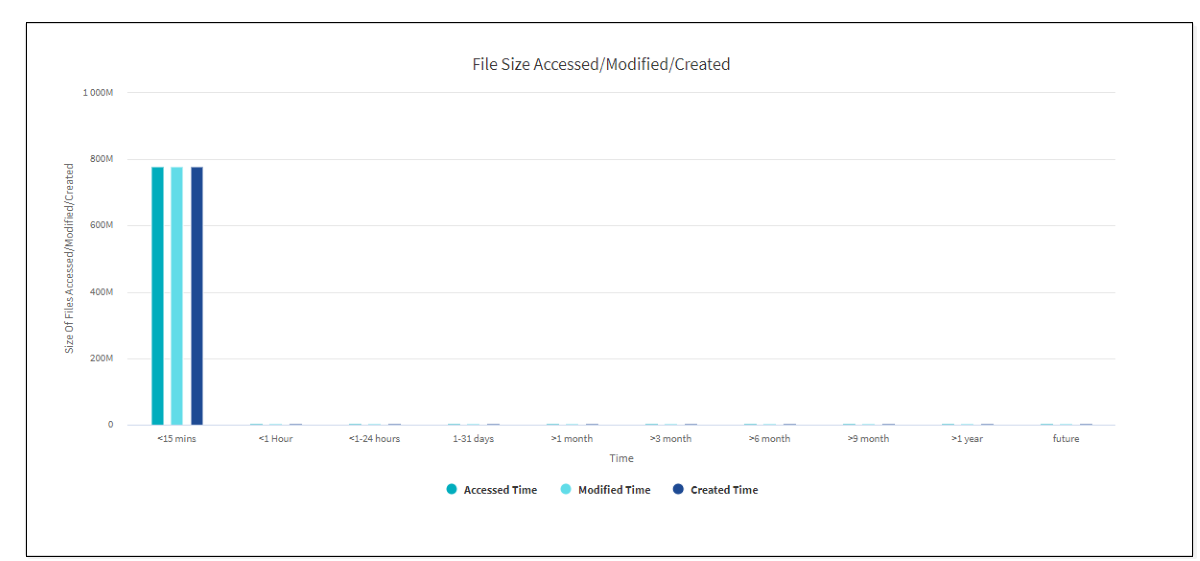 File Size Accessed/Modified/Created
1 000M
800M
600M
400M
200M
0
Size Of Files Accessed/Modified/Created
<15 mins <1 Hour <1-24 hours 1-31 days >1 month >3 month >6 month >9 month >1 year future
Time
Accessed Time Modified Time Created Time